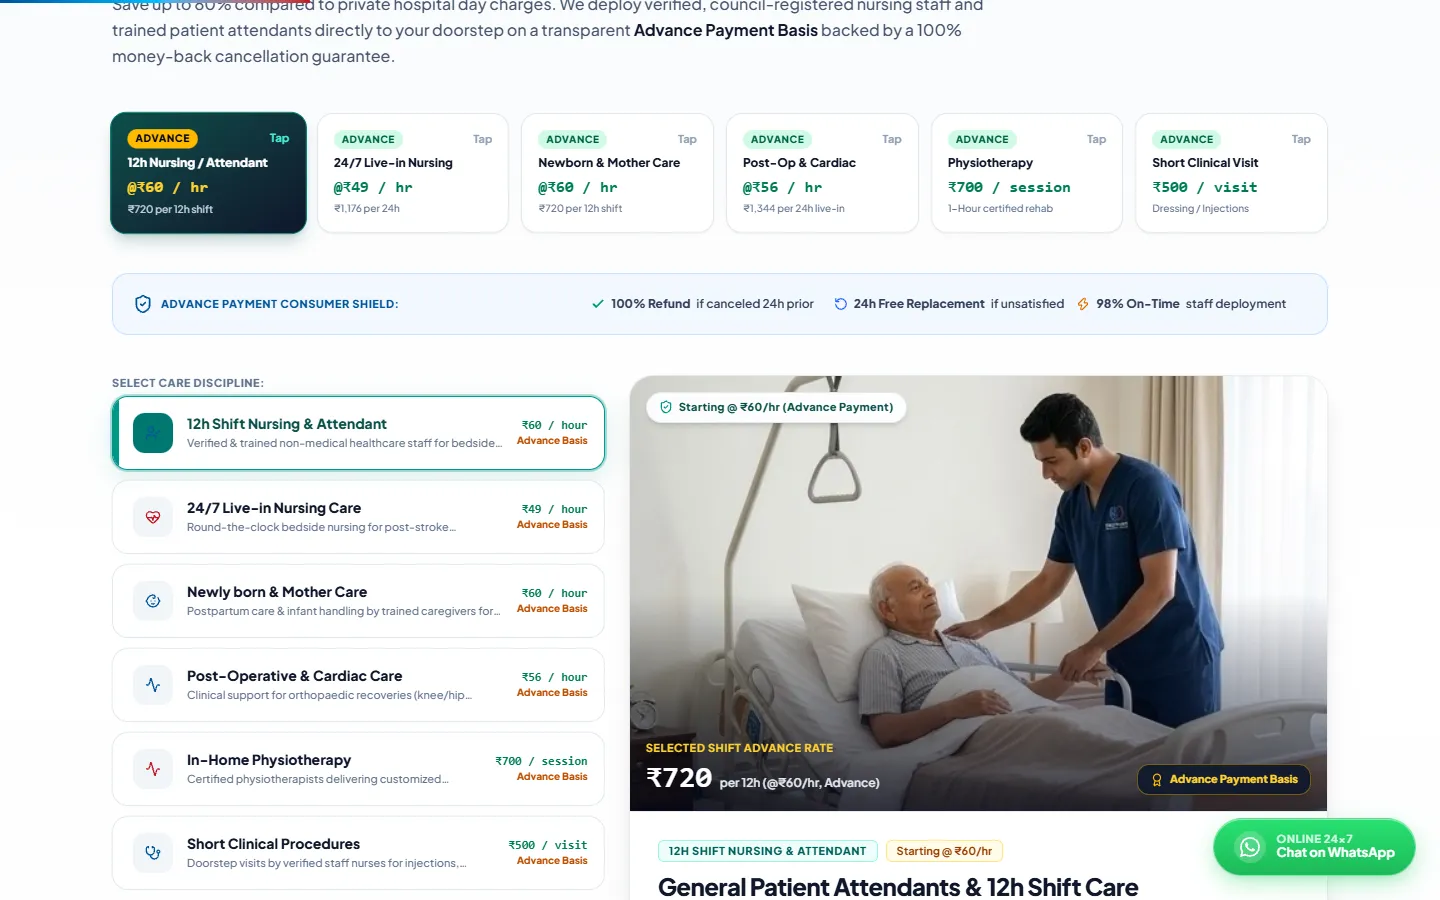 Save up to 60% compared to private hospital day charges. We deploy verified, council-registered nursing staff and
trained patient attendants directly to your doorstep on a transparent Advance Payment Basis backed by a 100%
money-back cancellation guarantee.
ADVANCE Tap
12h Nursing / Attendant
@₹60 / hr
₹720 per 12h shift
ADVANCE Tap
24/7 Live-in Nursing
@₹49 / hr
₹1,176 per 24h
ADVANCE Tap
Newborn & Mother Care
@₹60 / hr
₹720 per 12h shift
ADVANCE Tap
Post-Op & Cardiac
@₹56 / hr
₹1,344 per 24h live-in
ADVANCE Tap
Physiotherapy
₹700 / session
1-Hour certified rehab
ADVANCE Tap
Short Clinical Visit
₹500 / visit
Dressing / Injections
ADVANCE PAYMENT CONSUMER SHIELD:
100% Refund if canceled 24h prior
24h Free Replacement if unsatisfied
98% On-Time staff deployment
SELECT CARE DISCIPLINE:
12h Shift Nursing & Attendant
₹60 / hour
Verified & trained non-medical healthcare staff for bedside...
Advance Basis
24/7 Live-in Nursing Care
₹49 / hour
Round-the-clock bedside nursing for post-stroke...
Advance Basis
Newly born & Mother Care
₹60 / hour
Postpartum care & infant handling by trained caregivers for...
Advance Basis
Post-Operative & Cardiac Care
₹56 / hour
Clinical support for orthopaedic recoveries (knee/hip...
Advance Basis
In-Home Physiotherapy
₹700 / session
Certified physiotherapists delivering customized...
Advance Basis
Short Clinical Procedures
₹500 / visit
Doorstep visits by verified staff nurses for injections,...
Advance Basis
Starting @ ₹60/hr (Advance Payment)
SELECTED SHIFT ADVANCE RATE
₹720 per 12h (@₹60/hr, Advance)
Advance Payment Basis
12H SHIFT NURSING & ATTENDANT
Starting @ ₹60/hr
General Patient Attendants & 12h Shift Care
ONLINE 24x7
Chat on WhatsApp